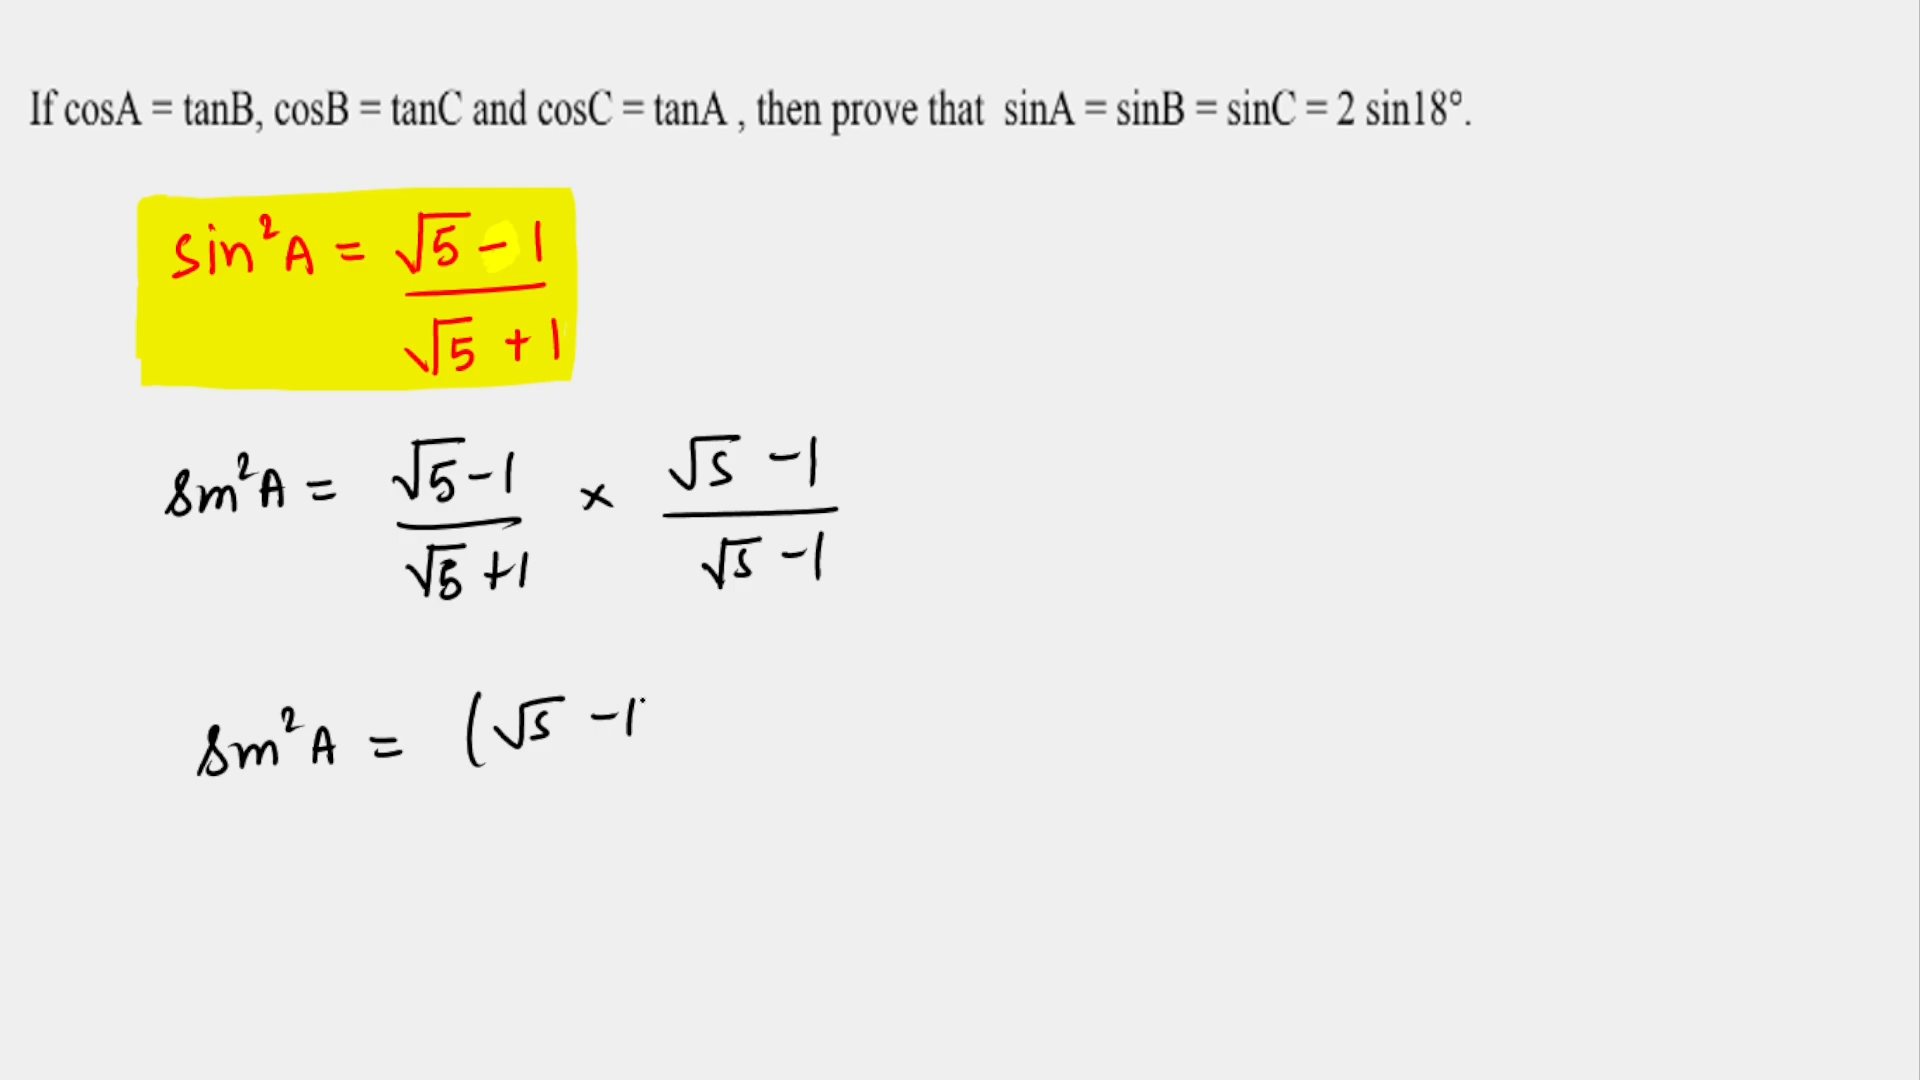 If cosA = tanB, cosB = tanC and cosC = tanA , then prove that sinA = sinB = sinC = 2 sin18°.
sin²A = √5 - 1
√5 + 1
sin²A = √5 - 1 × √5 - 1
√5 + 1 √5 - 1
sin²A = (√5 - 1